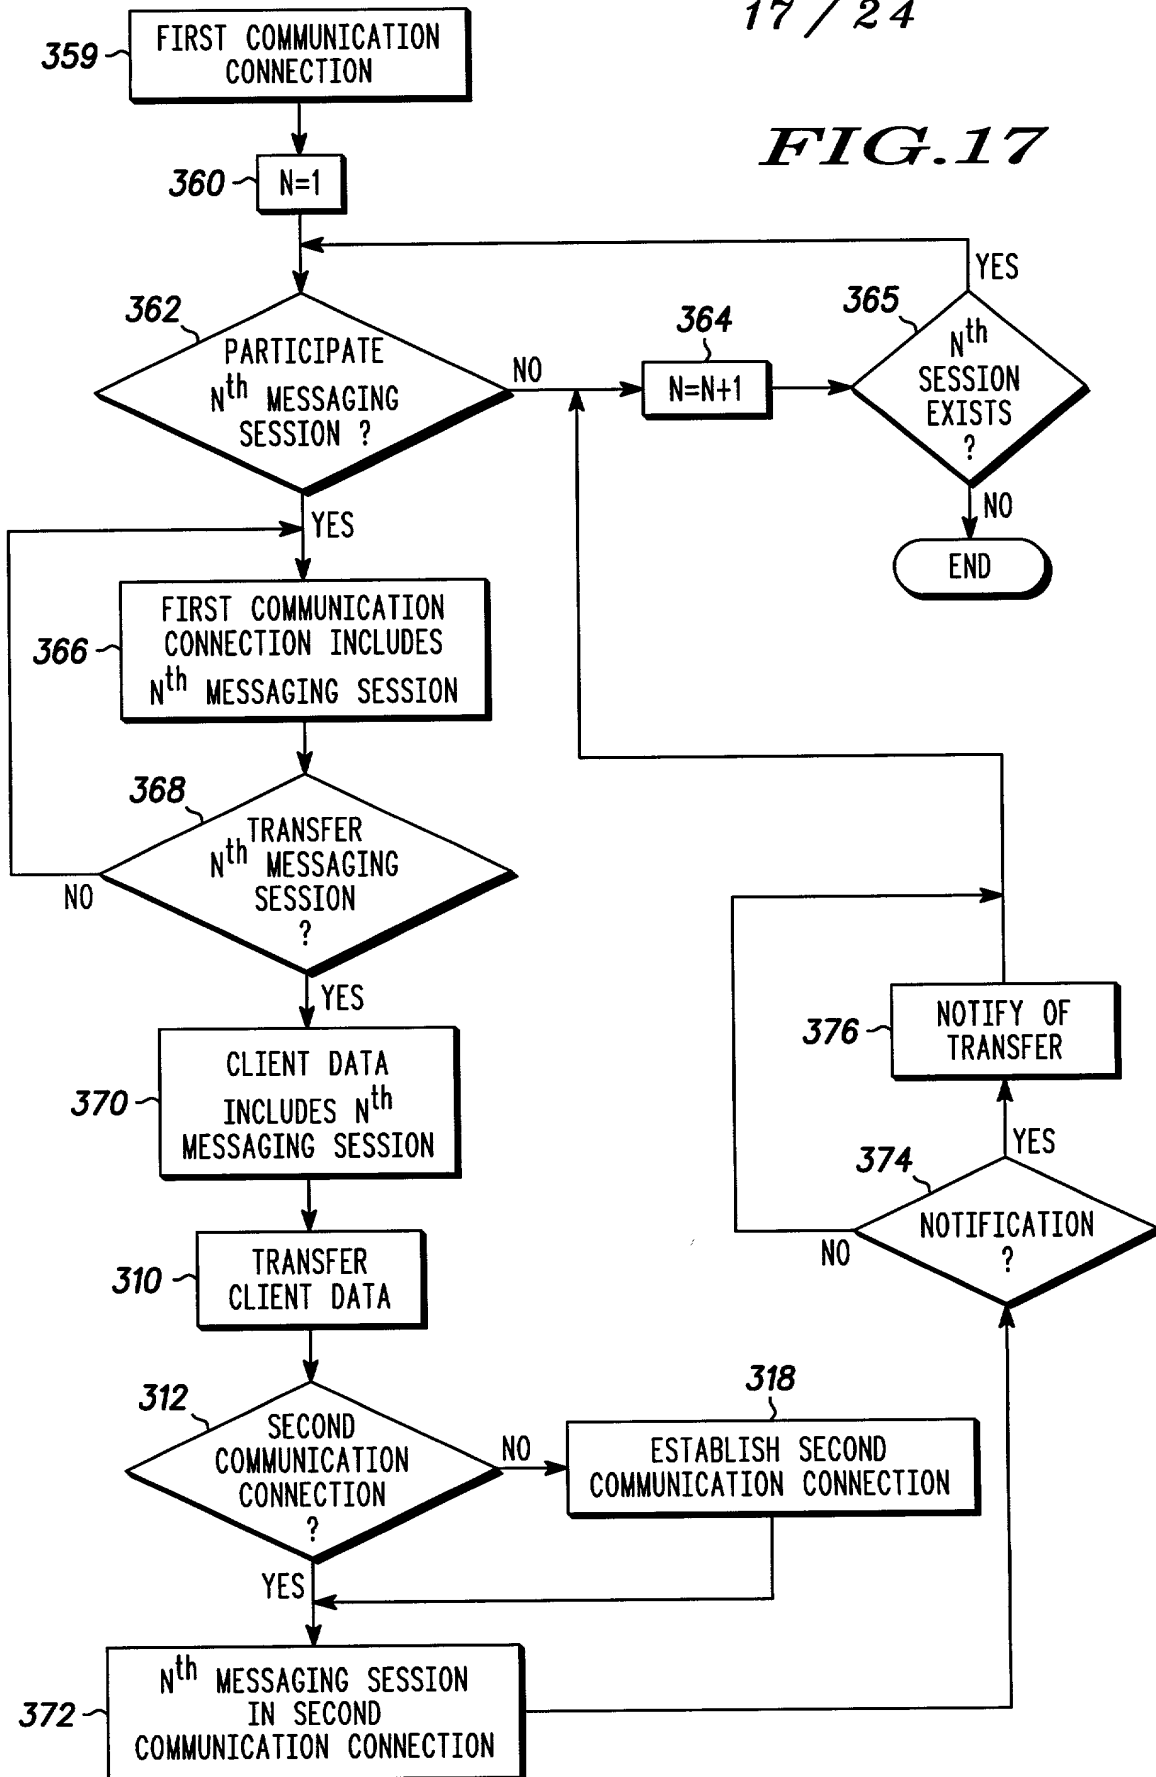 17/24
FIG.17
359
FIRST COMMUNICATION
CONNECTION
360
N=1
362
PARTICIPATE
Nth MESSAGING
SESSION ?
NO
YES
364
N=N+1
365
Nth
SESSION
EXISTS
?
YES
NO
END
366
FIRST COMMUNICATION
CONNECTION INCLUDES
Nth MESSAGING SESSION
368
TRANSFER
Nth MESSAGING
SESSION
?
NO
YES
370
CLIENT DATA
INCLUDES Nth
MESSAGING SESSION
310
TRANSFER
CLIENT DATA
312
SECOND
COMMUNICATION
CONNECTION
?
NO
YES
318
ESTABLISH SECOND
COMMUNICATION CONNECTION
372
Nth MESSAGING SESSION
IN SECOND
COMMUNICATION CONNECTION
374
NOTIFICATION
?
NO
YES
376
NOTIFY OF
TRANSFER